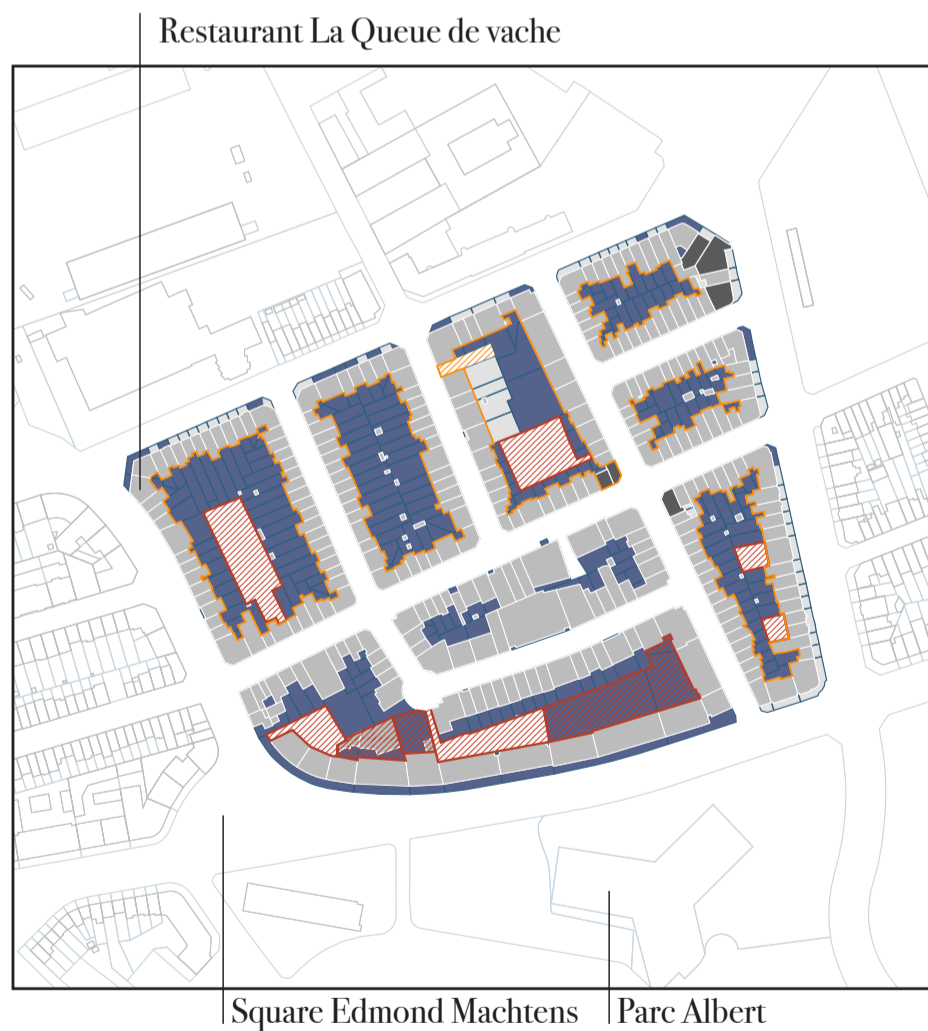 Restaurant La Queue de vache
Square Edmond Machtens
Parc Albert